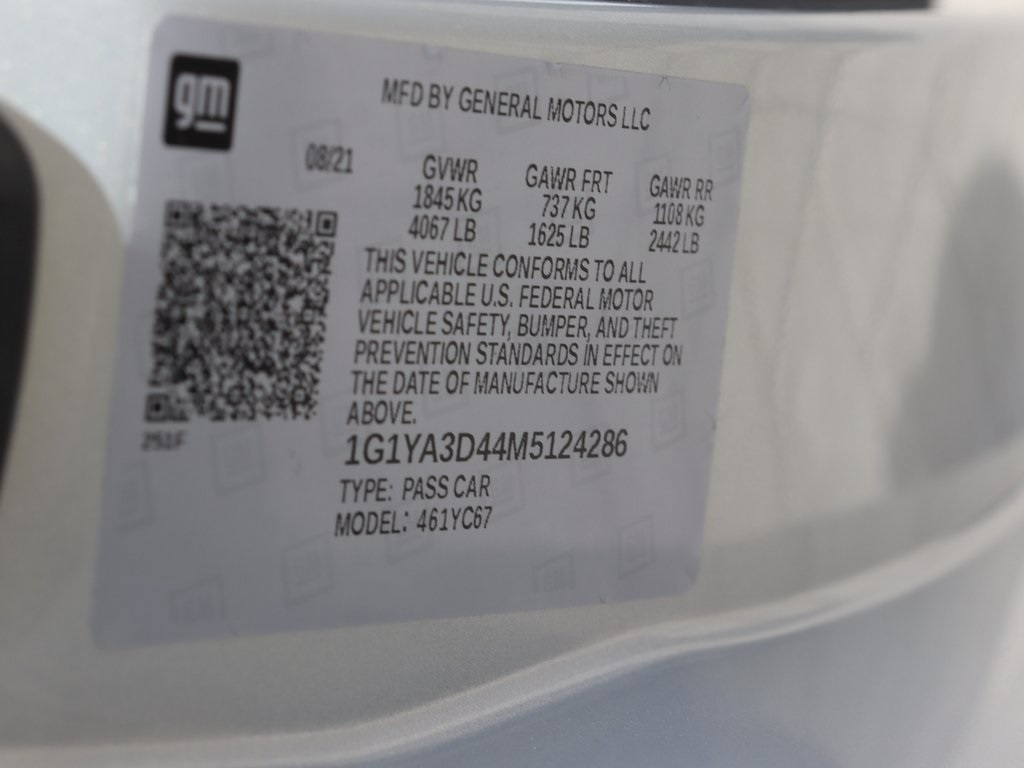 gm
MFD BY GENERAL MOTORS LLC
08/21
GVWR GAWR FRT GAWR RR
1845 KG 737 KG 1108 KG
4067 LB 1625 LB 2442 LB
THIS VEHICLE CONFORMS TO ALL
APPLICABLE U.S. FEDERAL MOTOR
VEHICLE SAFETY, BUMPER, AND THEFT
PREVENTION STANDARDS IN EFFECT ON
THE DATE OF MANUFACTURE SHOWN
ABOVE.
251F
1G1YA3D44M5124286
TYPE: PASS CAR
MODEL: 461YC67